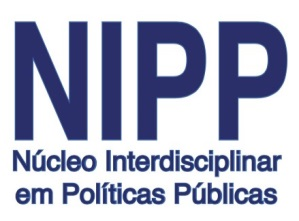 NIPP
Núcleo Interdisciplinar
em Políticas Públicas